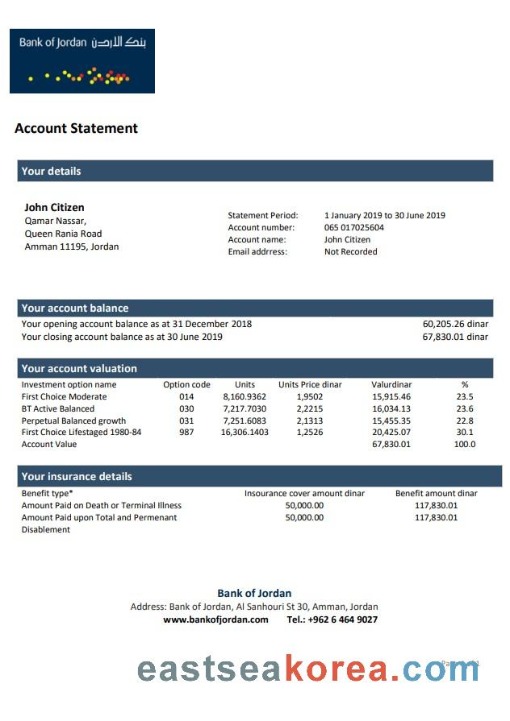 Bank of Jordan بنك الاردن
Account Statement
Your details
John Citizen
Qamar Nassar,
Queen Rania Road
Amman 11195, Jordan
Statement Period: 1 January 2019 to 30 June 2019
Account number: 065 017025604
Account name: John Citizen
Email addrress: Not Recorded
Your account balance
Your opening account balance as at 31 December 2018 60,205.26 dinar
Your closing account balance as at 30 June 2019 67,830.01 dinar
Your account valuation
Investment option name Option code Units Units Price dinar Valurdinar %
First Choice Moderate 014 8,160.9362 1,9502 15,915.46 23.5
BT Active Balanced 030 7,217.7030 2,2215 16,034.13 23.6
Perpetual Balanced growth 031 7,251.6083 2,1313 15,455.35 22.8
First Choice Lifestaged 1980-84 987 16,306.1403 1,2526 20,425.07 30.1
Account Value 67,830.01 100.0
Your insurance details
Benefit type* Insourance cover amount dinar Benefit amount dinar
Amount Paid on Death or Terminal Illness 50,000.00 117,830.01
Amount Paid upon Total and Permenant 50,000.00 117,830.01
Disablement
Bank of Jordan
Address: Bank of Jordan, Al Sanhouri St 30, Amman, Jordan
www.bankofjordan.com Tel.: +962 6 464 9027
eastseakorea.com